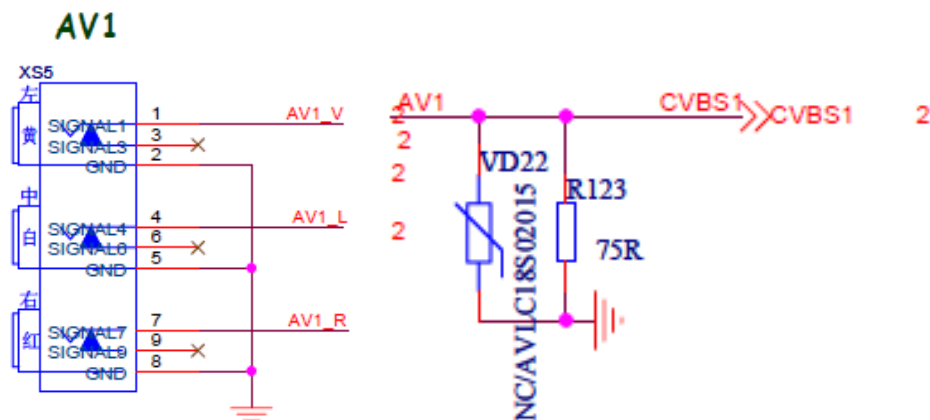 AV1
XS5
左
黄
SIGNAL1 1 AV1_V
SIGNAL3 3
GND 2
中
白
SIGNAL4 4 AV1_L
SIGNAL6 6
GND 5
右
红
SIGNAL7 7 AV1_R
SIGNAL9 9
GND 8
2 AV1 CVBS1 CVBS1 2
2
2
2
VD22
NC/AVLC18S02015
R123
75R